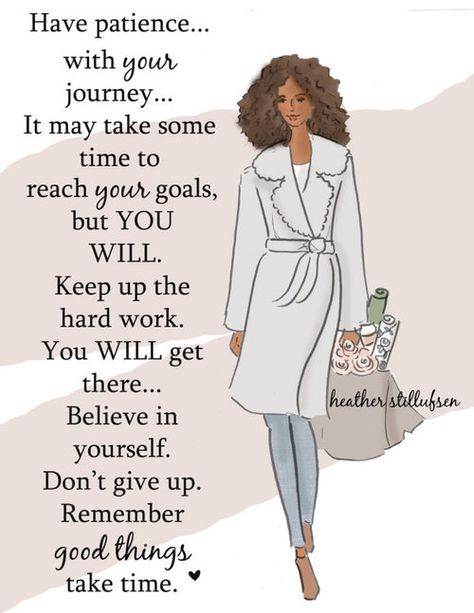 Have patience...
with your
journey...
It may take some
time to
reach your goals,
but YOU
WILL.
Keep up the
hard work.
You WILL get
there...
Believe in
yourself.
Don't give up.
Remember
good things
take time. ♥
heather stillufsen